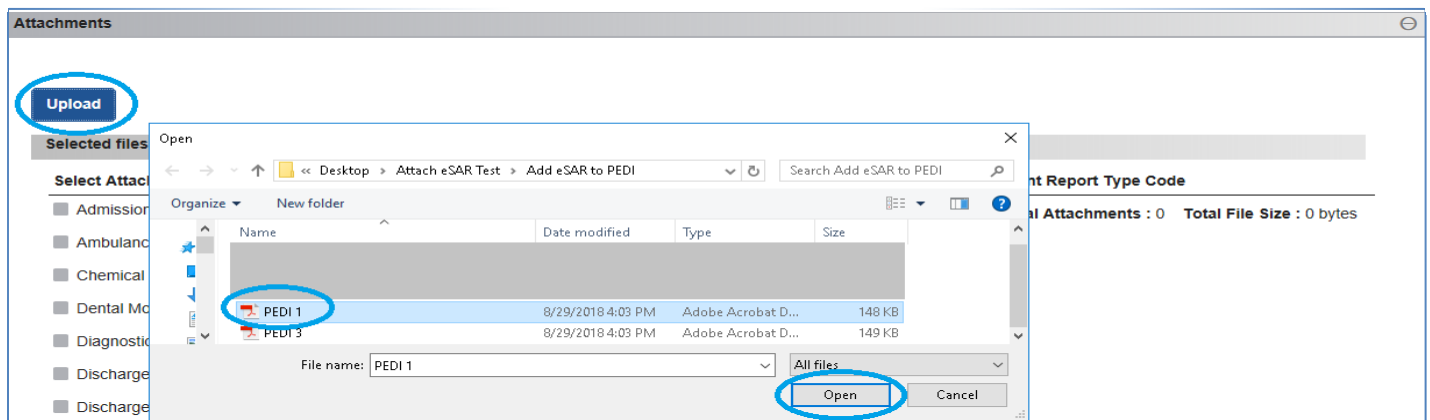 Attachments
Upload
Selected files
Open
« Desktop > Attach eSAR Test > Add eSAR to PEDI
Search Add eSAR to PEDI
Select Attacl
nt Report Type Code
Organize
New folder
Admission
al Attachments : 0 Total File Size : 0 bytes
Name Date modified Type Size
Ambulanc
Chemical
Dental Mo
PEDI 1 8/29/2018 4:03 PM Adobe Acrobat D... 148 KB
PEDI 3 8/29/2018 4:03 PM Adobe Acrobat D... 149 KB
Diagnostic
File name: PEDI 1 All files
Discharge
Open Cancel
Discharge